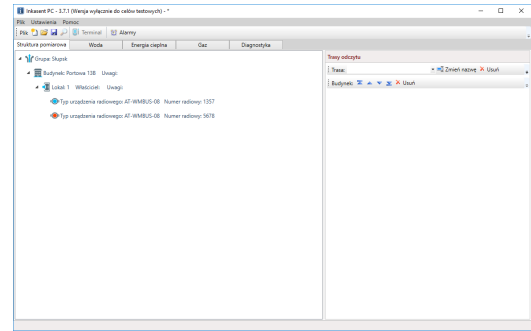 Inkasent PC - 3.7.1 (Wersja wyłącznie do celów testowych) - *
Plik Ustawienia Pomoc
Plik Terminal Alarmy
Struktura pomiarowa Woda Energia cieplna Gaz Diagnostyka
Grupa: Słupsk
Budynek: Portowa 13B Uwagi:
Lokal: 1 Właściciel: Uwagi:
Typ urządzenia radiowego: AT-WMBUS-08 Numer radiowy: 1357
Typ urządzenia radiowego: AT-WMBUS-08 Numer radiowy: 5678
Trasy odczytu
Trasa: Zmień nazwę Usuń
Budynek: Usuń